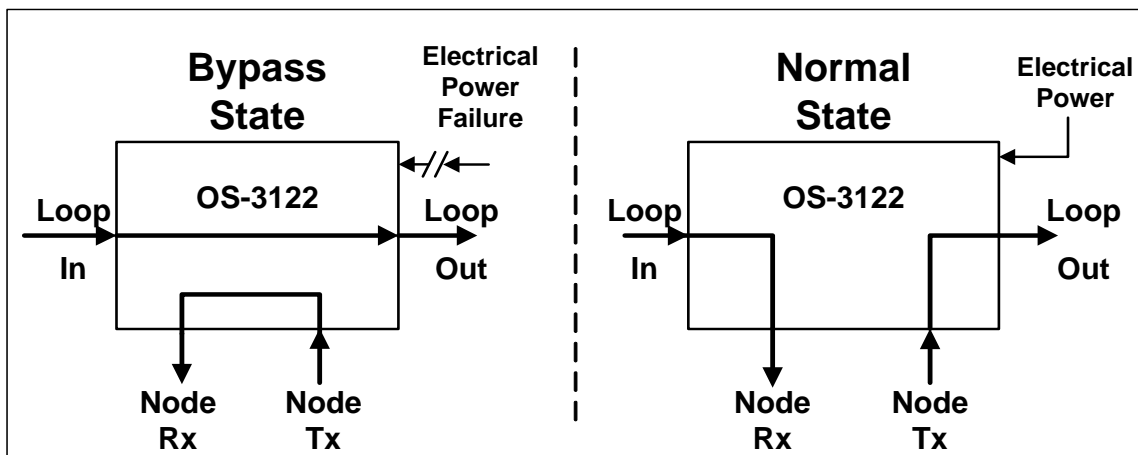 Bypass
State
Electrical
Power
Failure
OS-3122
Loop
In
Loop
Out
Node
Rx
Node
Tx
Normal
State
Electrical
Power
OS-3122
Loop
In
Loop
Out
Node
Rx
Node
Tx